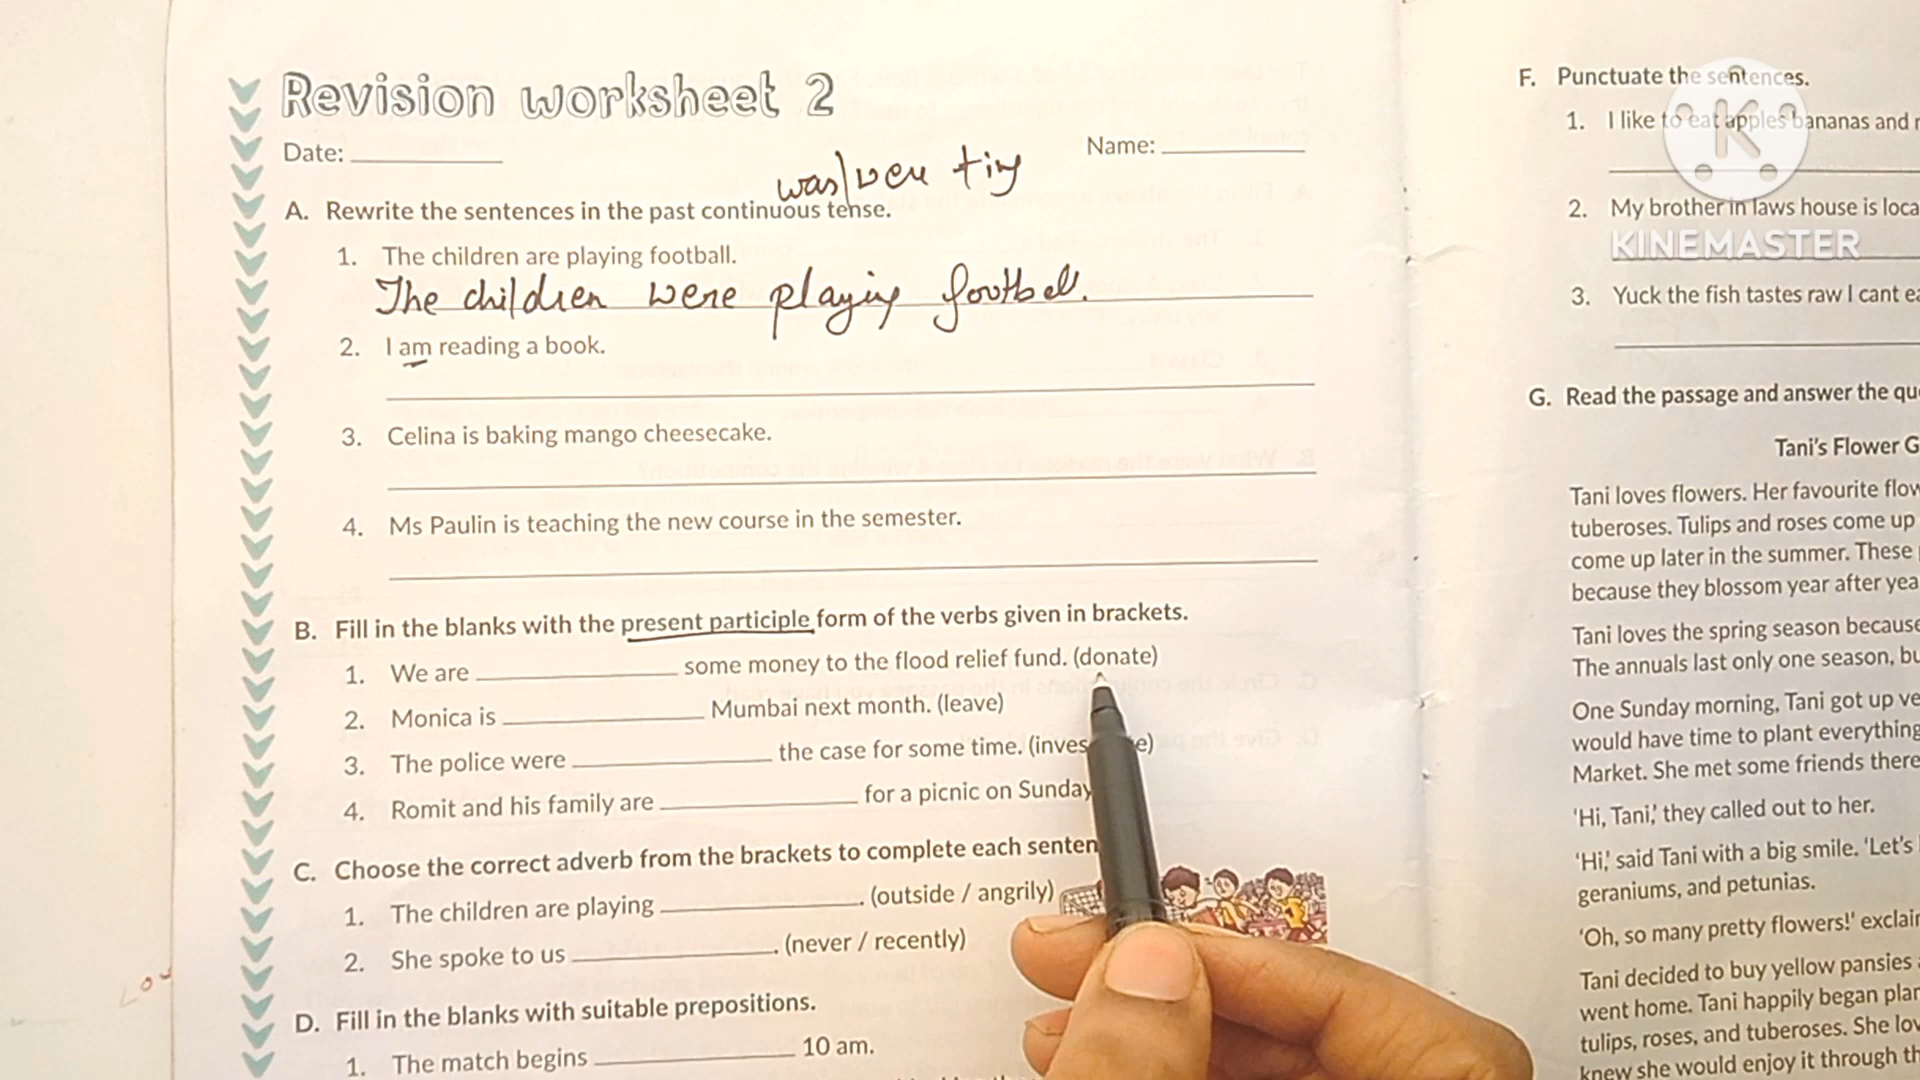 Revision worksheet 2
Date:
Name:
was/were + ing
A. Rewrite the sentences in the past continuous tense.
1. The children are playing football.
The children were playing football.
2. I am reading a book.
3. Celina is baking mango cheesecake.
4. Ms Paulin is teaching the new course in the semester.
B. Fill in the blanks with the present participle form of the verbs given in brackets.
1. We are some money to the flood relief fund. (donate)
2. Monica is Mumbai next month. (leave)
3. The police were the case for some time. (inves e)
4. Romit and his family are for a picnic on Sunday
C. Choose the correct adverb from the brackets to complete each senten
1. The children are playing . (outside / angrily)
2. She spoke to us . (never / recently)
D. Fill in the blanks with suitable prepositions.
1. The match begins 10 am.
F. Punctuate the sentences.
1. I like to eat apples bananas and
2. My brother in laws house is loca
KINEMASTER
3. Yuck the fish tastes raw I cant ea
G. Read the passage and answer the qu
Tani's Flower G
Tani loves flowers. Her favourite flow
tuberoses. Tulips and roses come up
come up later in the summer. These
because they blossom year after yea
Tani loves the spring season because
The annuals last only one season, bu
One Sunday morning, Tani got up ve
would have time to plant everything
Market. She met some friends there
'Hi, Tani,' they called out to her.
'Hi,' said Tani with a big smile. 'Let's
geraniums, and petunias.
'Oh, so many pretty flowers!' exclai
Tani decided to buy yellow pansies
went home. Tani happily began plan
tulips, roses, and tuberoses. She lov
knew she would enjoy it through th